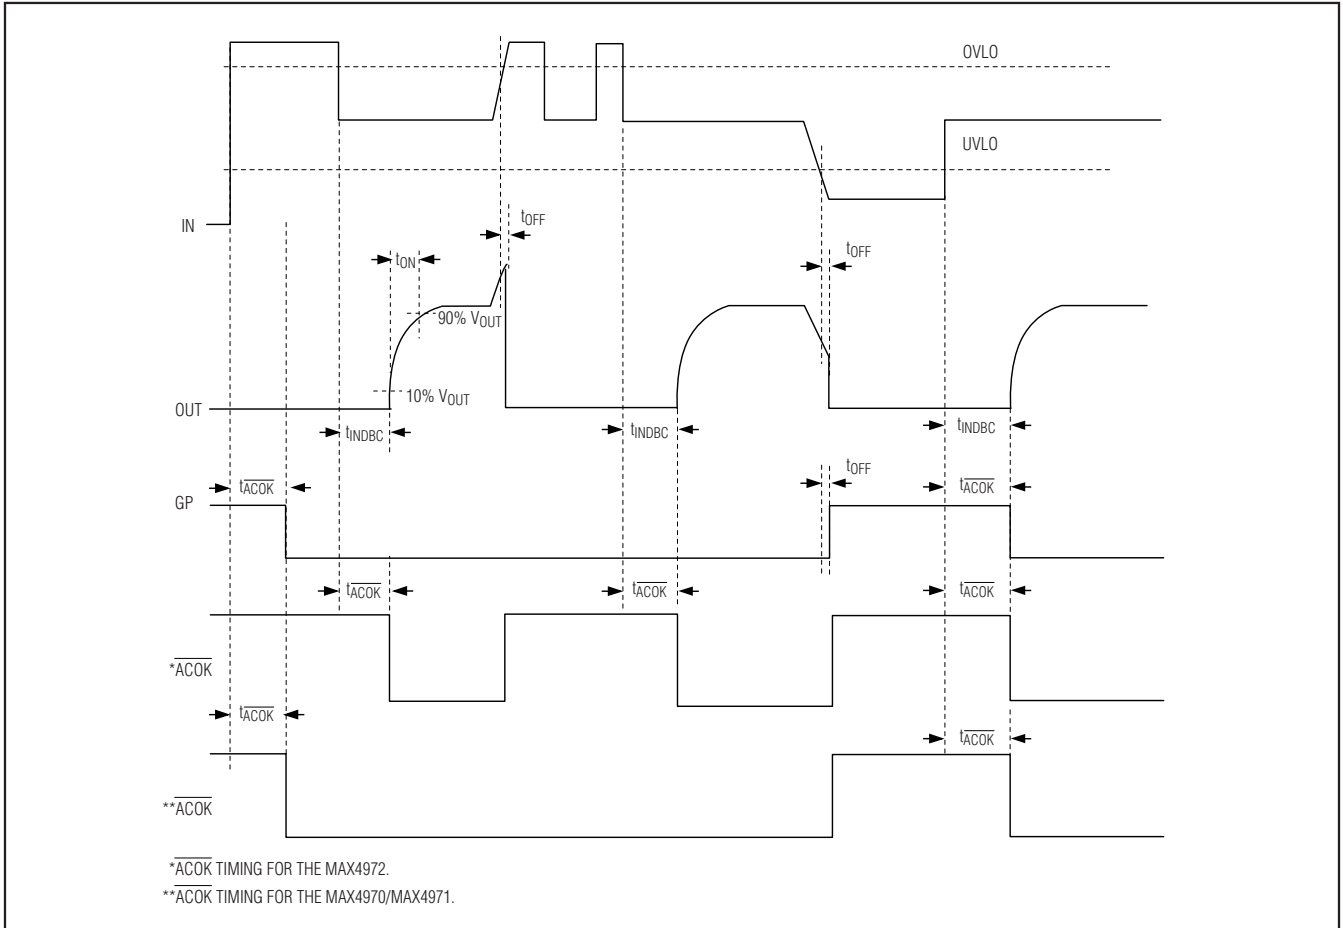 OVLO
UVLO
IN
tOFF
tOFF
tON
90% VOUT
10% VOUT
OUT
tINDBC
tINDBC
tINDBC
tACOK
tOFF
tACOK
GP
tACOK
tACOK
tACOK
*ACOK
tACOK
tACOK
**ACOK
*ACOK TIMING FOR THE MAX4972.
**ACOK TIMING FOR THE MAX4970/MAX4971.